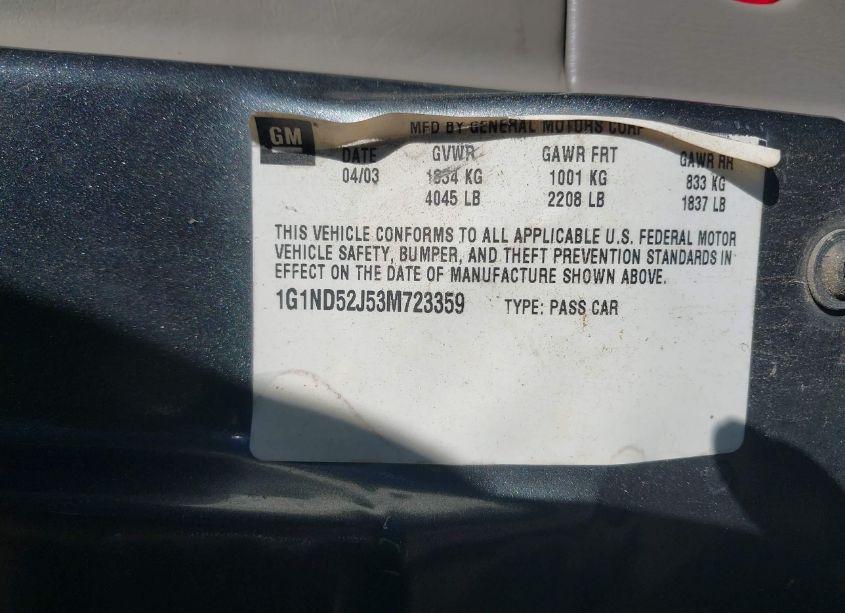 GM
MFD BY GENERAL MOTORS CORP
DATE GVWR GAWR FRT GAWR RR
04/03 1834 KG 1001 KG 833 KG
4045 LB 2208 LB 1837 LB
THIS VEHICLE CONFORMS TO ALL APPLICABLE U.S. FEDERAL MOTOR
VEHICLE SAFETY, BUMPER, AND THEFT PREVENTION STANDARDS IN
EFFECT ON THE DATE OF MANUFACTURE SHOWN ABOVE.
1G1ND52J53M723359 TYPE: PASS CAR